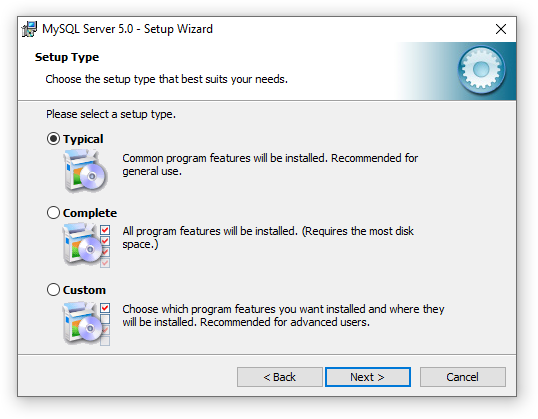 MySQL Server 5.0 - Setup Wizard
Setup Type
Choose the setup type that best suits your needs.
Please select a setup type.
Typical
Common program features will be installed. Recommended for
general use.
Complete
All program features will be installed. (Requires the most disk
space.)
Custom
Choose which program features you want installed and where they
will be installed. Recommended for advanced users.
< Back
Next >
Cancel